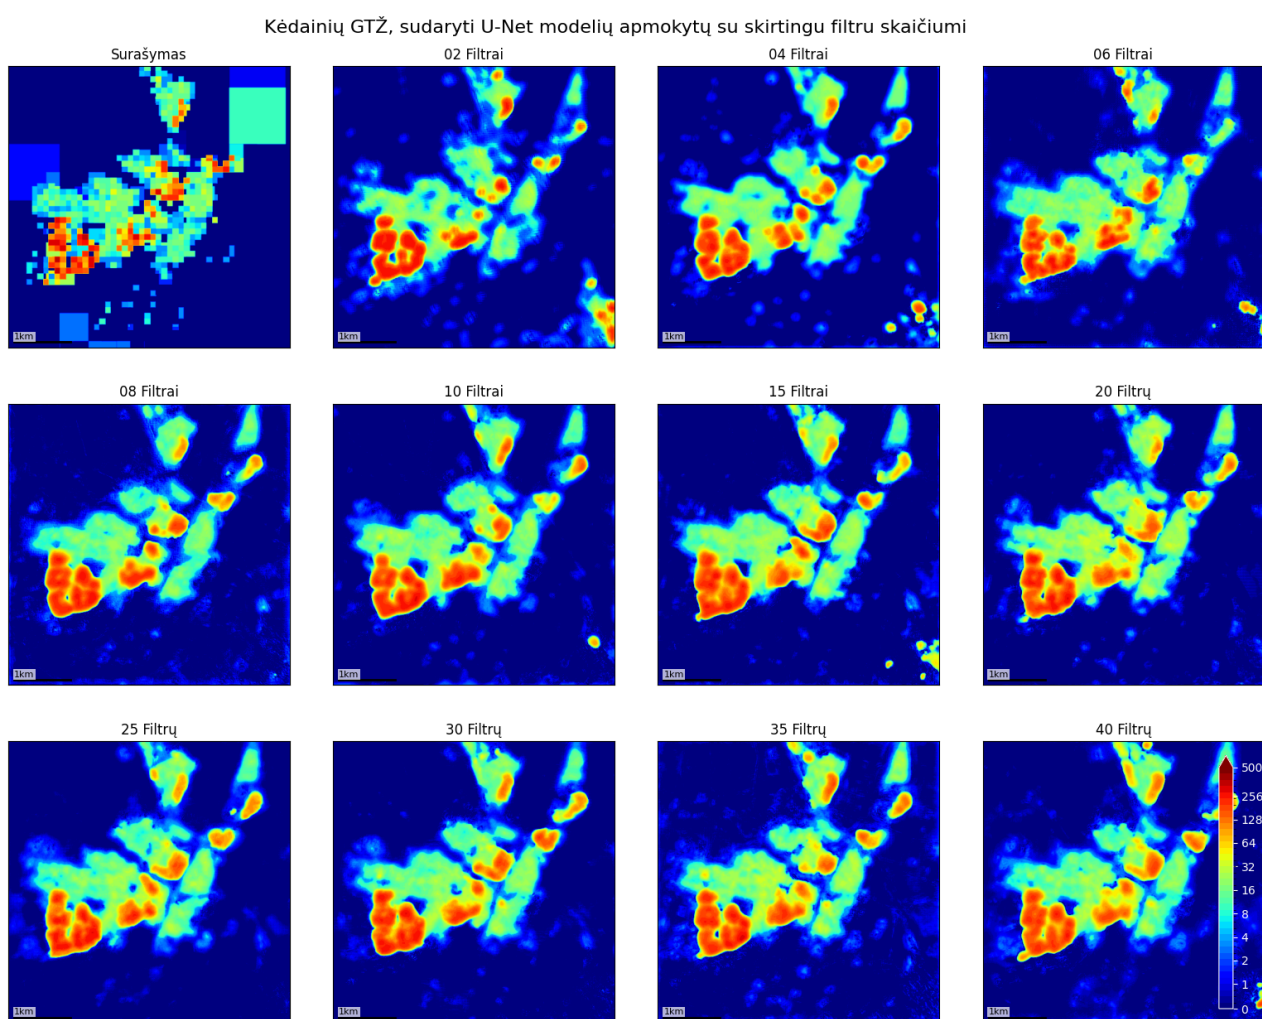 Kėdainių GTŽ, sudaryti U-Net modelių apmokytų su skirtingu filtru skaičiumi
Surašymas
02 Filtrai
04 Filtrai
06 Filtrai
1km
1km
1km
1km
08 Filtrai
10 Filtrai
15 Filtrai
20 Filtrų
1km
1km
1km
1km
25 Filtrų
30 Filtrų
35 Filtrų
40 Filtrų
500
256
128
64
32
16
8
4
2
1
0
1km
1km
1km
1km